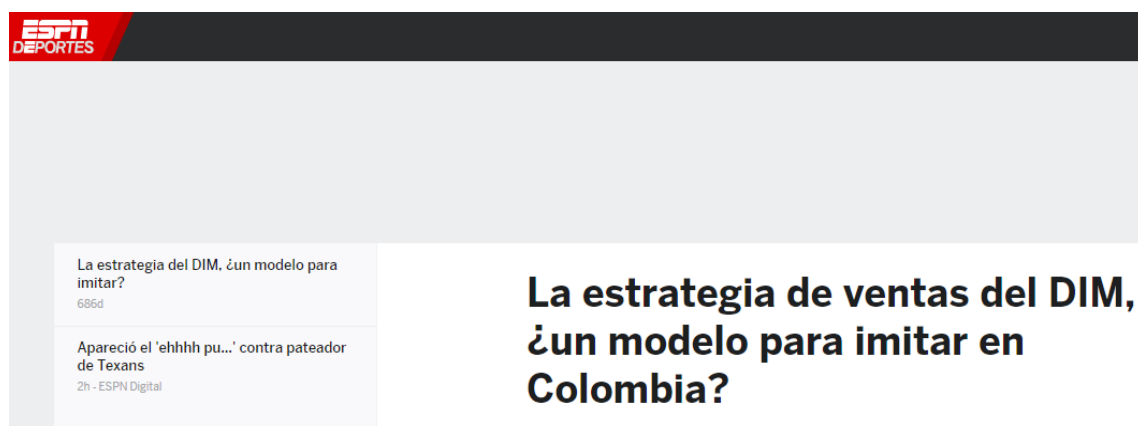 ESPN
DEPORTES
La estrategia del DIM, ¿un modelo para
imitar?
686d
Apareció el 'ehhhh pu...' contra pateador
de Texans
2h - ESPN Digital
La estrategia de ventas del DIM,
¿un modelo para imitar en
Colombia?